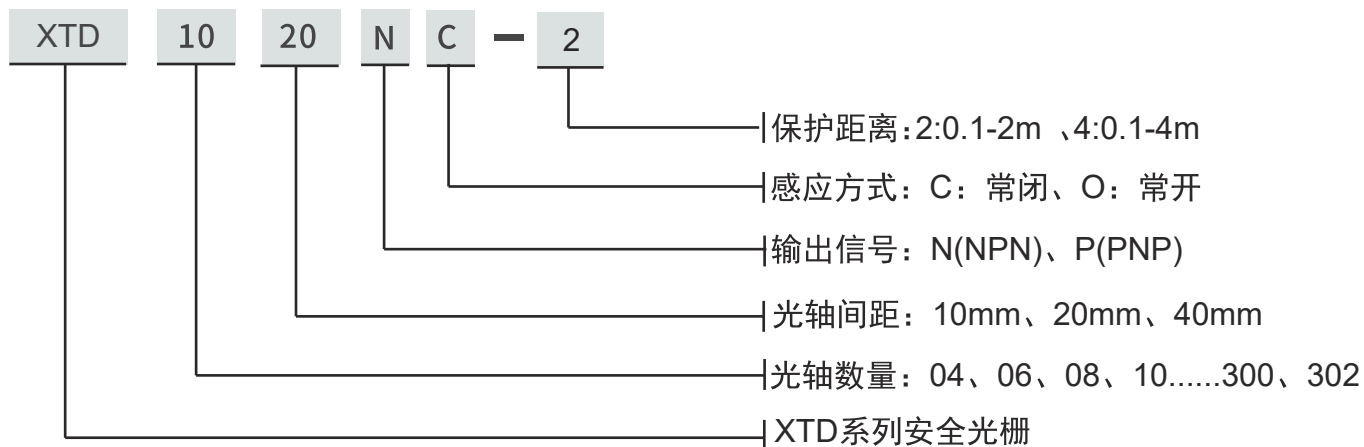 XTD 10 20 N C — 2
保护距离:2:0.1-2m 、4:0.1-4m
感应方式：C：常闭、O：常开
输出信号：N(NPN)、P(PNP)
光轴间距：10mm、20mm、40mm
光轴数量：04、06、08、10......300、302
XTD系列安全光栅